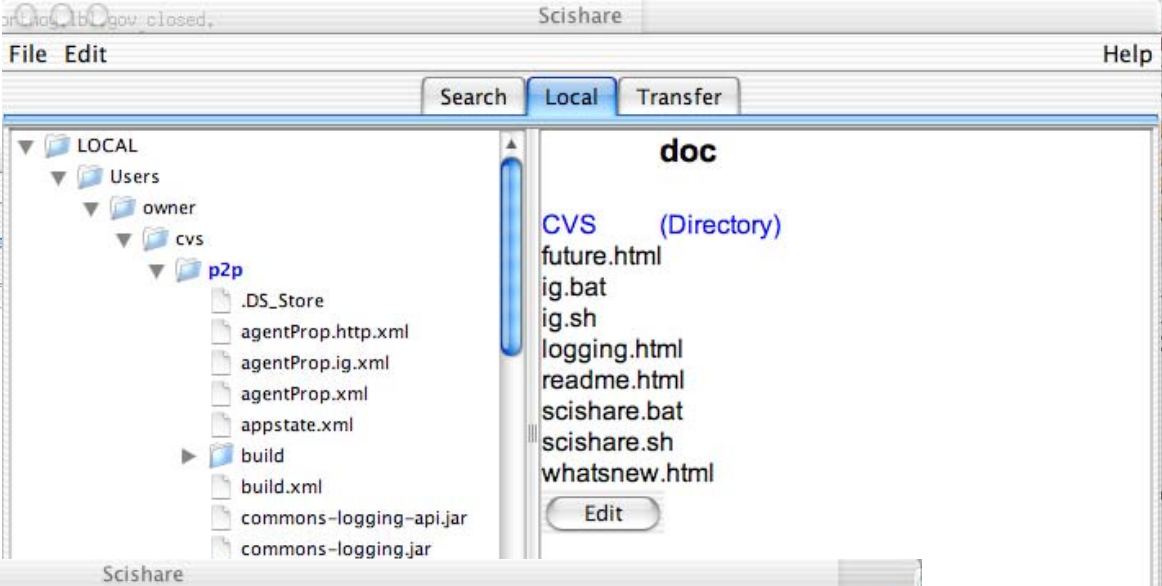 closed. Scishare
File Edit Help
Search Local Transfer
LOCAL
Users
owner
cvs
p2p
.DS_Store
agentProp.http.xml
agentProp.ig.xml
agentProp.xml
appstate.xml
build
build.xml
commons-logging-api.jar
commons-logging.jar
doc
CVS (Directory)
future.html
ig.bat
ig.sh
logging.html
readme.html
scishare.bat
scishare.sh
whatsnew.html
Edit
Scishare